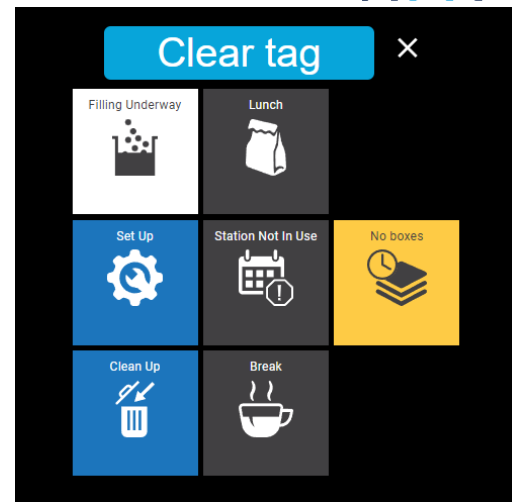 Clear tag
Filling Underway
Lunch
Set Up
Station Not In Use
No boxes
Clean Up
Break